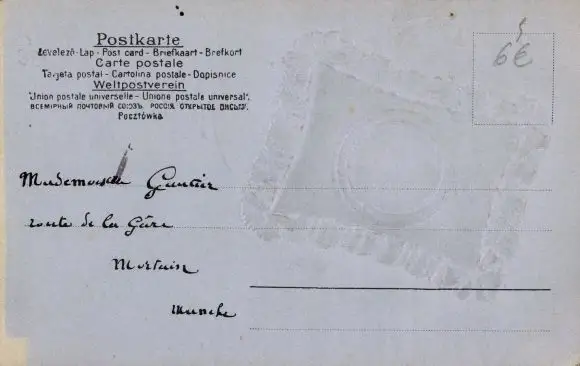 Postkarte
Levelező-Lap - Post card - Briefkaart - Brefkort
Carte postale
Tarjeta postal - Cartolina postale - Dopisnice
Weltpostverein
"Union postale universelle - Unione postale universal".
ВСЕМІРНЫЙ ПОЧТОВЫЙ СОЮЗЪ. РОССІЯ. ОТКРЫТОЕ ПИСЬМО.
Pocztówka
6€
Mademoiselle Gautier
route de la Gare
Mortain
Manche